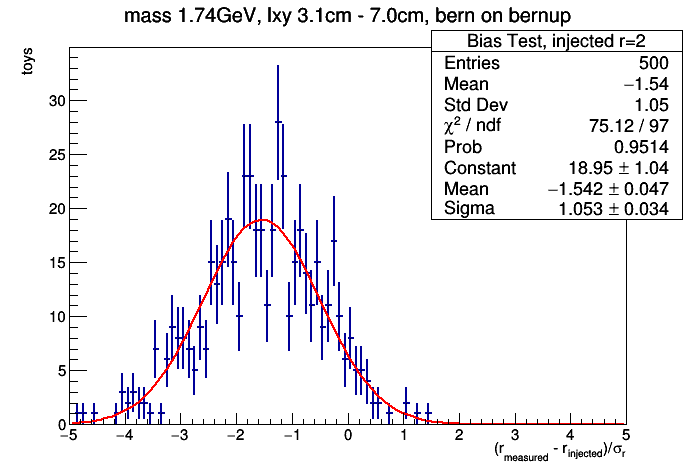 mass 1.74GeV, lxy 3.1cm - 7.0cm, bern on bernup
Bias Test, injected r=2
Entries 500
Mean −1.54
Std Dev 1.05
χ² / ndf 75.12 / 97
Prob 0.9514
Constant 18.95 ± 1.04
Mean −1.542 ± 0.047
Sigma 1.053 ± 0.034
toys
30
25
20
15
10
5
0
−5 −4 −3 −2 −1 0 1 2 3 4 5
(r_measured - r_injected)/σ_r